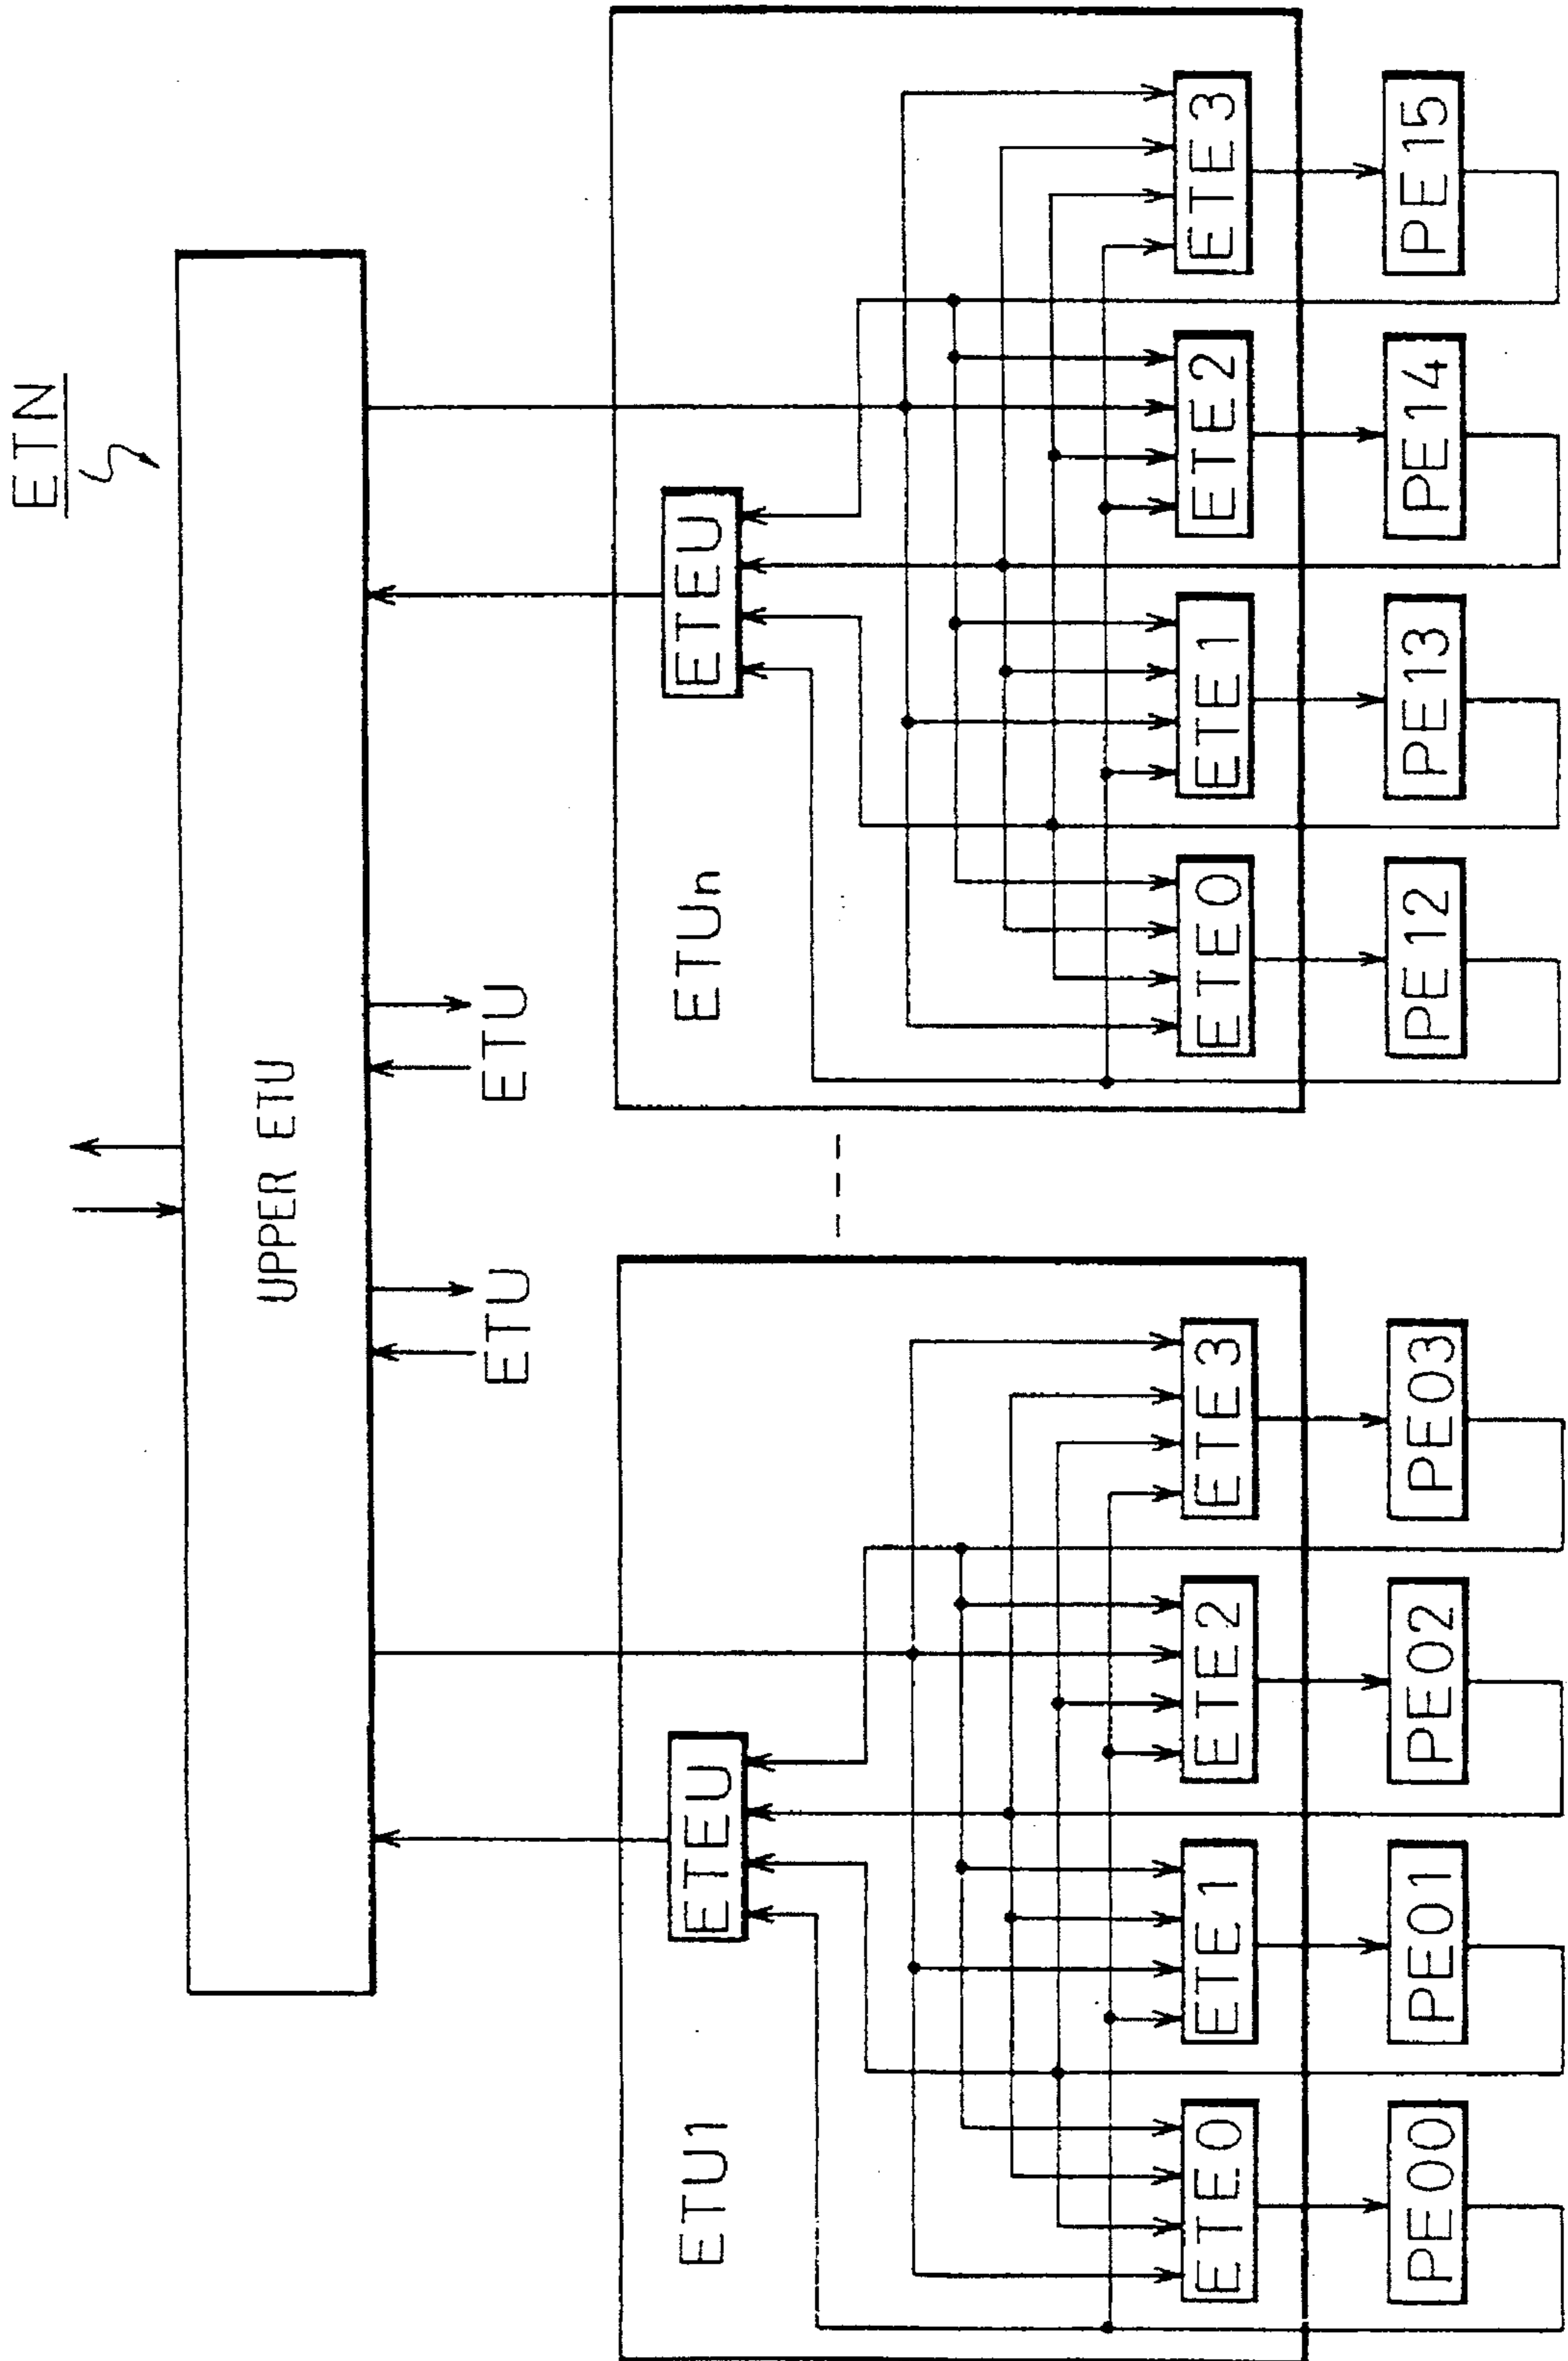 ETN
UPPER ETU
ETU
ETU
ETU1
ETEU
ETE0
ETE1
ETE2
ETE3
PE00
PE01
PE02
PE03
ETUn
ETEU
ETE0
ETE1
ETE2
ETE3
PE12
PE13
PE14
PE15